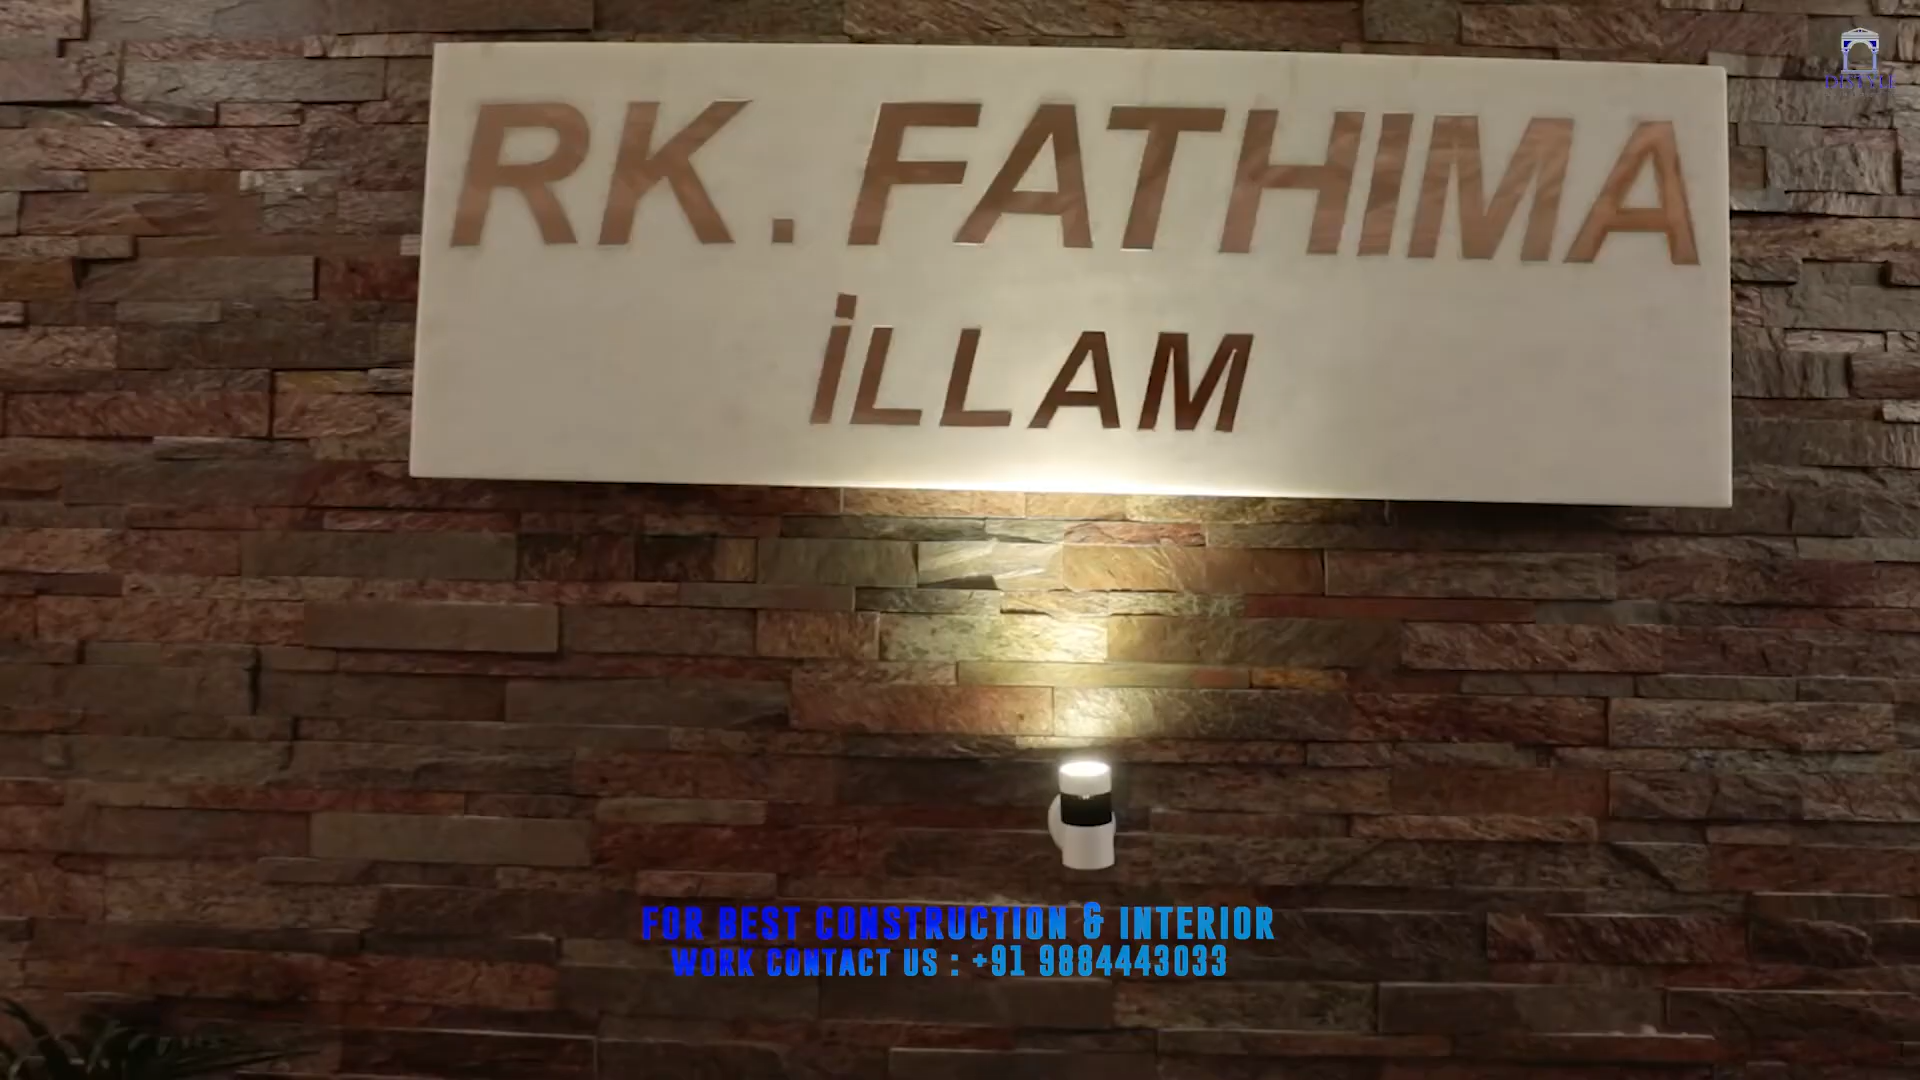 RK.FATHIMA
İLLAM
FOR BEST CONSTRUCTION & INTERIOR
WORK CONTACT US : +91 9884443033